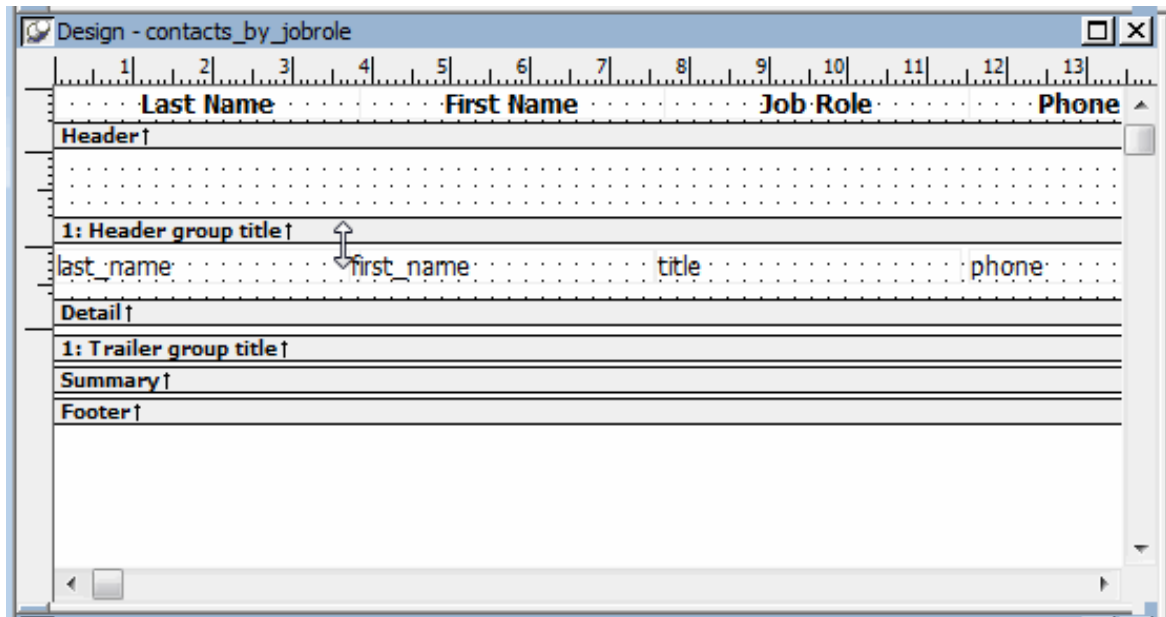 Design - contacts_by_jobrole
1 2 3 4 5 6 7 8 9 10 11 12 13
Last Name First Name Job Role Phone
Header↑
1: Header group title↑
last_name first_name title phone
Detail↑
1: Trailer group title↑
Summary↑
Footer↑